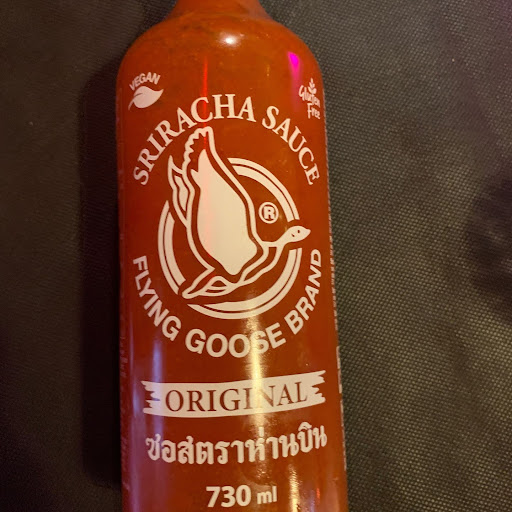 VEGAN
Gluten
Free
SRIRACHA SAUCE
®
FLYING GOOSE BRAND
ORIGINAL
ซอสตราห่านบิน
730 ml